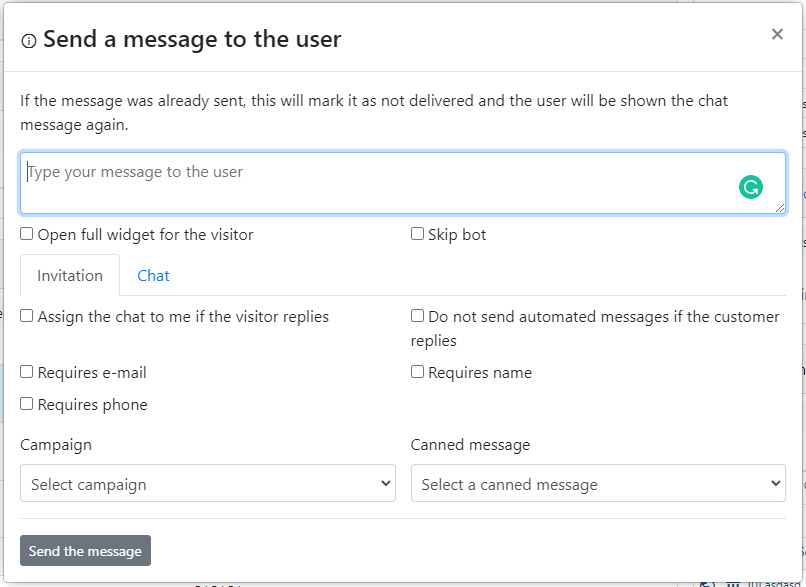 Send a message to the user
×
If the message was already sent, this will mark it as not delivered and the user will be shown the chat
message again.
Type your message to the user
Open full widget for the visitor
Skip bot
Invitation
Chat
Assign the chat to me if the visitor replies
Do not send automated messages if the customer
replies
Requires e-mail
Requires name
Requires phone
Campaign
Canned message
Select campaign
Select a canned message
Send the message